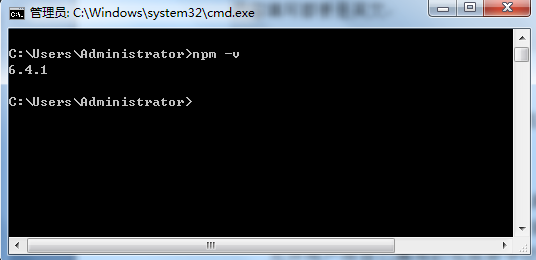 管理员: C:\Windows\system32\cmd.exe
C:\Users\Administrator>npm -v
6.4.1
C:\Users\Administrator>